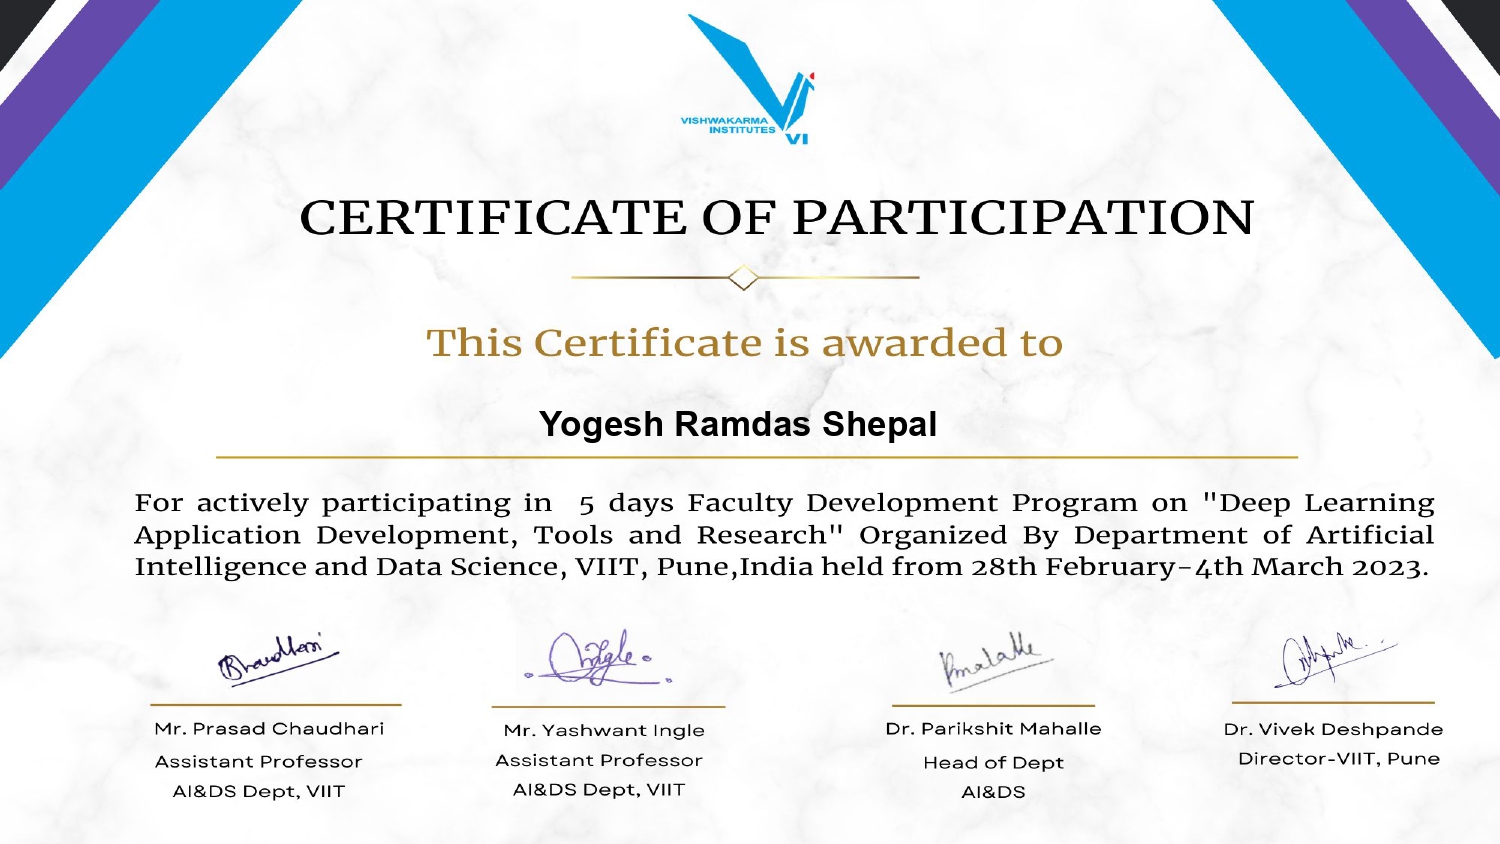 VISHWAKARMA
INSTITUTES
VI
CERTIFICATE OF PARTICIPATION
This Certificate is awarded to
Yogesh Ramdas Shepal
For actively participating in 5 days Faculty Development Program on "Deep Learning
Application Development, Tools and Research" Organized By Department of Artificial
Intelligence and Data Science, VIIT, Pune,India held from 28th February-4th March 2023.
Mr. Prasad Chaudhari
Assistant Professor
AI&DS Dept, VIIT
Mr. Yashwant Ingle
Assistant Professor
AI&DS Dept, VIIT
Dr. Parikshit Mahalle
Head of Dept
AI&DS
Dr. Vivek Deshpande
Director-VIIT, Pune